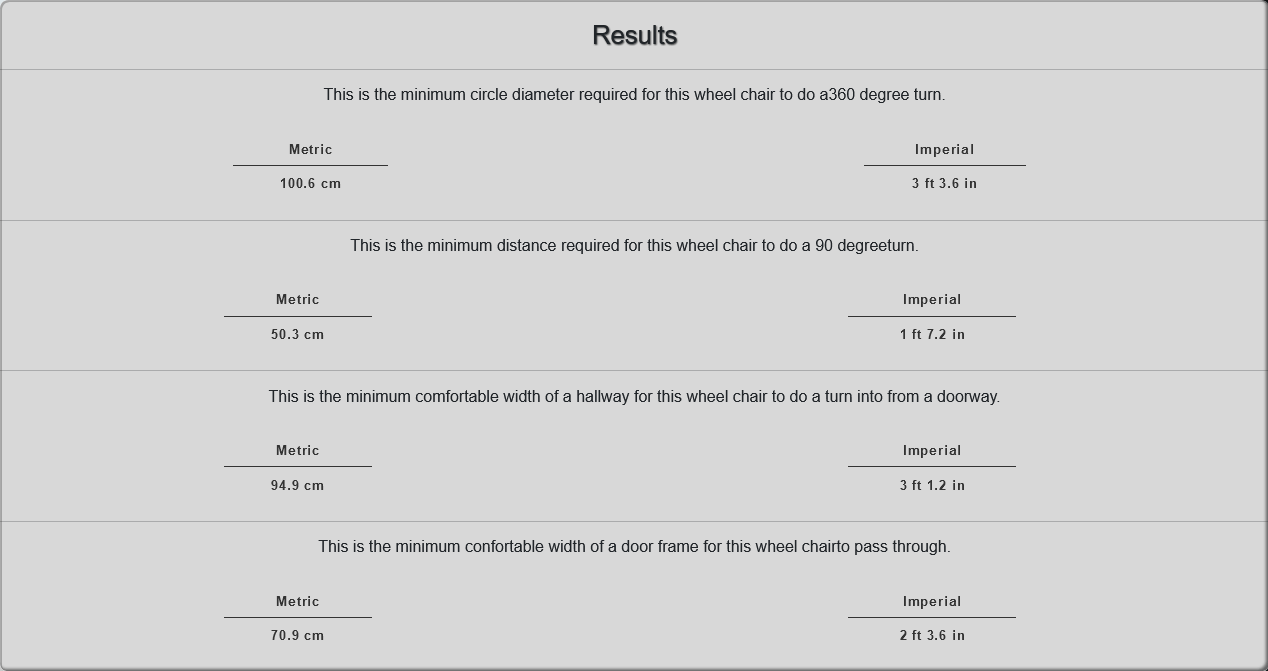 Results
This is the minimum circle diameter required for this wheel chair to do a360 degree turn.
Metric Imperial
100.6 cm 3 ft 3.6 in
This is the minimum distance required for this wheel chair to do a 90 degreeturn.
Metric Imperial
50.3 cm 1 ft 7.2 in
This is the minimum comfortable width of a hallway for this wheel chair to do a turn into from a doorway.
Metric Imperial
94.9 cm 3 ft 1.2 in
This is the minimum confortable width of a door frame for this wheel chairto pass through.
Metric Imperial
70.9 cm 2 ft 3.6 in